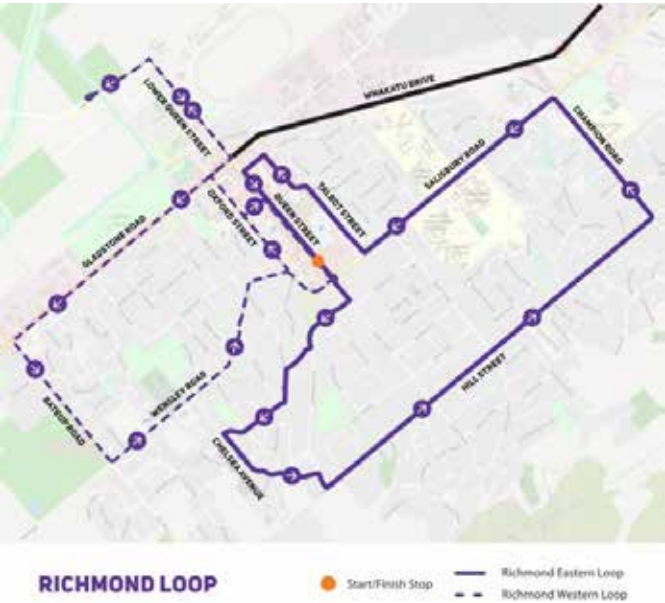 WHAKATU DRIVE
LOWER QUEEN STREET
SALISBURY ROAD
CHAMPION ROAD
TALBOT STREET
QUEEN STREET
OXFORD STREET
GLADSTONE ROAD
HILL STREET
WENSLEY ROAD
BATEUP ROAD
CHELSEA AVENUE
RICHMOND LOOP
Start/Finish Stop
Richmond Eastern Loop
Richmond Western Loop